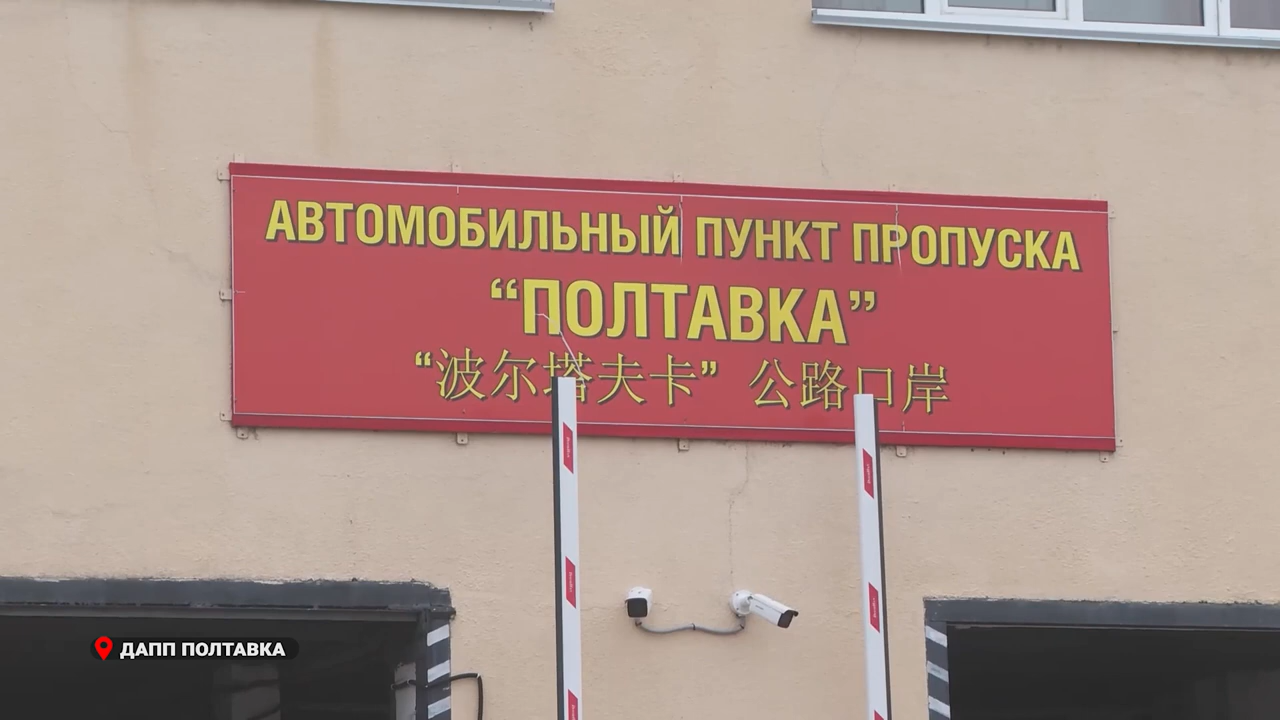 АВТОМОБИЛЬНЫЙ ПУНКТ ПРОПУСКА
“ПОЛТАВКА”
“波尔塔夫卡” 公路口岸
ДАПП ПОЛТАВКА